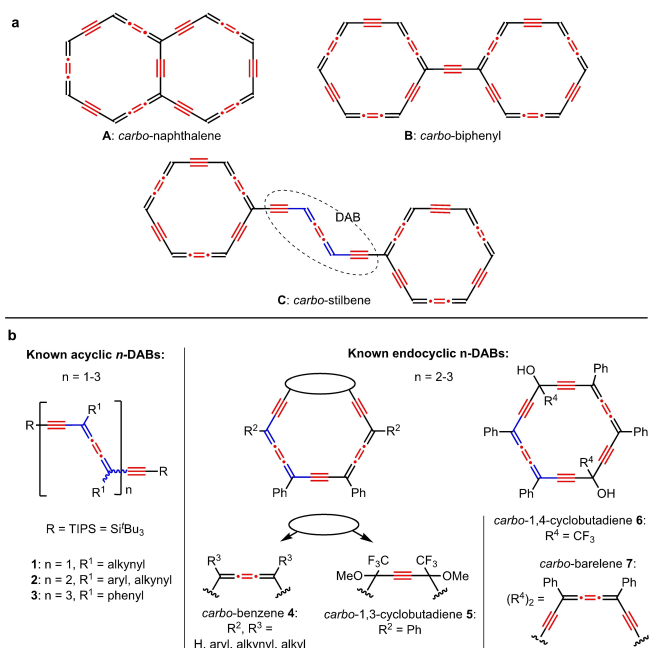 a
A: carbo-naphthalene
B: carbo-biphenyl
DAB
C: carbo-stilbene
b
Known acyclic n-DABs:
n = 1-3
R
R¹
R¹
n
R
R = TIPS = SiᵗBu₃
1: n = 1, R¹ = alkynyl
2: n = 2, R¹ = aryl, alkynyl
3: n = 3, R¹ = phenyl
Known endocyclic n-DABs:
n = 2-3
R²
R²
Ph
Ph
R³
R³
carbo-benzene 4:
R², R³ =
H, aryl, alkynyl, alkyl
F₃C
CF₃
MeO
OMe
carbo-1,3-cyclobutadiene 5:
R² = Ph
HO
R⁴
Ph
Ph
Ph
R⁴
Ph
OH
carbo-1,4-cyclobutadiene 6:
R⁴ = CF₃
carbo-barelene 7:
Ph
Ph
(R⁴)₂ =